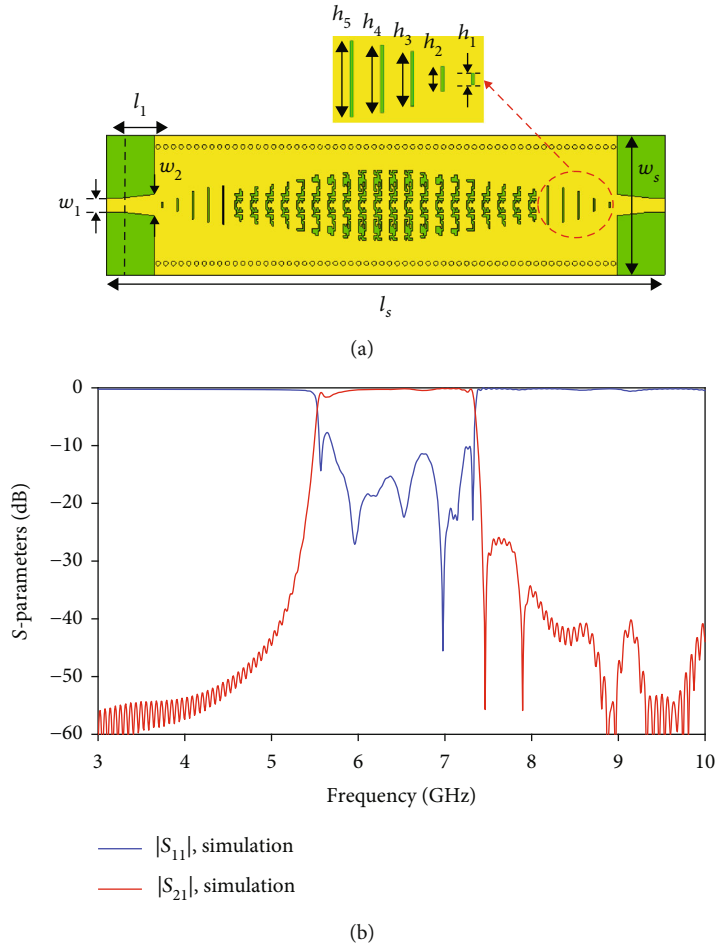 h5 h4 h3 h2 h1
l1
w2
w1
ws
ls
(a)
0
−10
−20
−30
−40
−50
−60
S-parameters (dB)
3 4 5 6 7 8 9 10
Frequency (GHz)
|S11|, simulation
|S21|, simulation
(b)